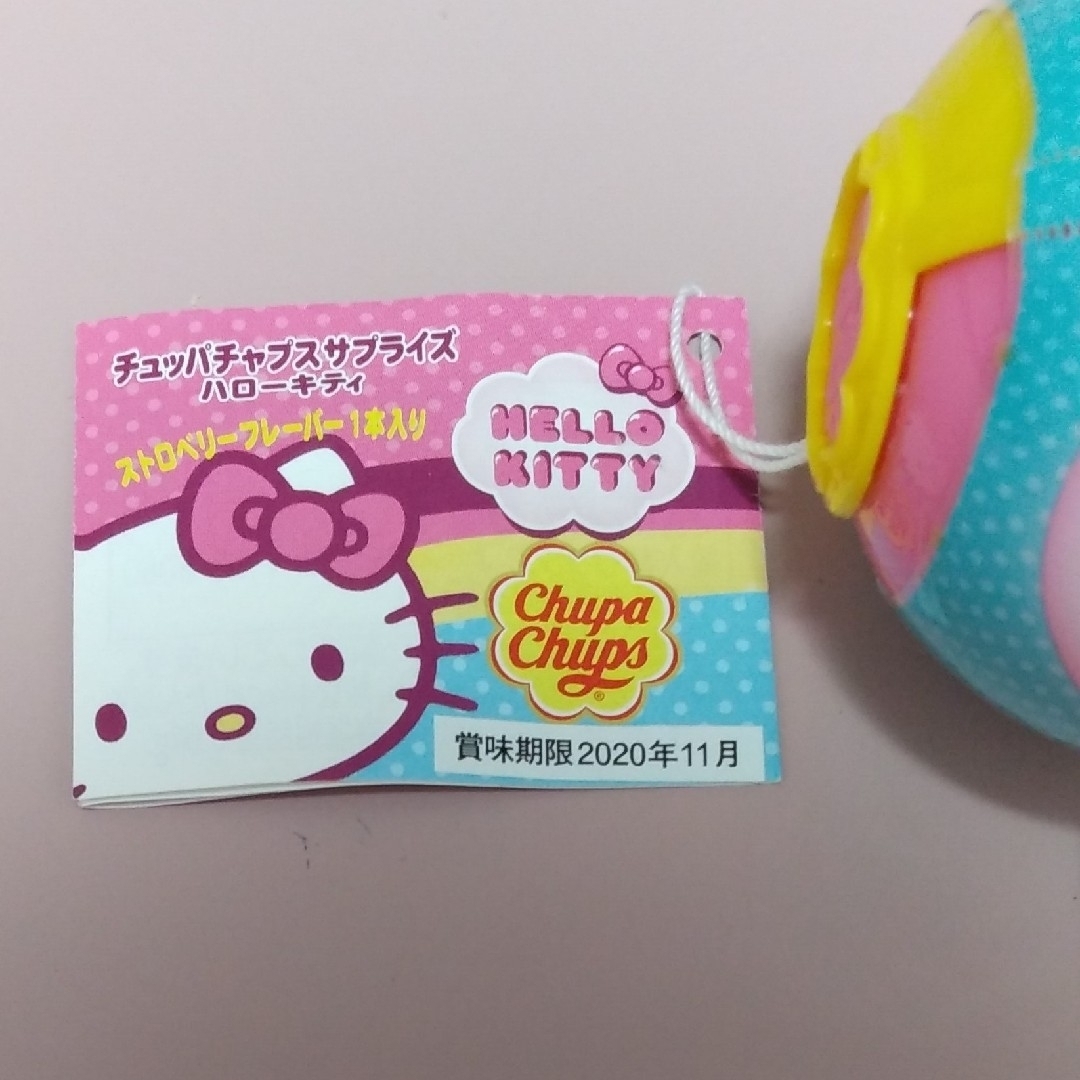 チュッパチャプスサプライズ
ハローキティ
ストロベリーフレーバー1本入り
HELLO
KITTY
Chupa
Chups
®
賞味期限2020年11月